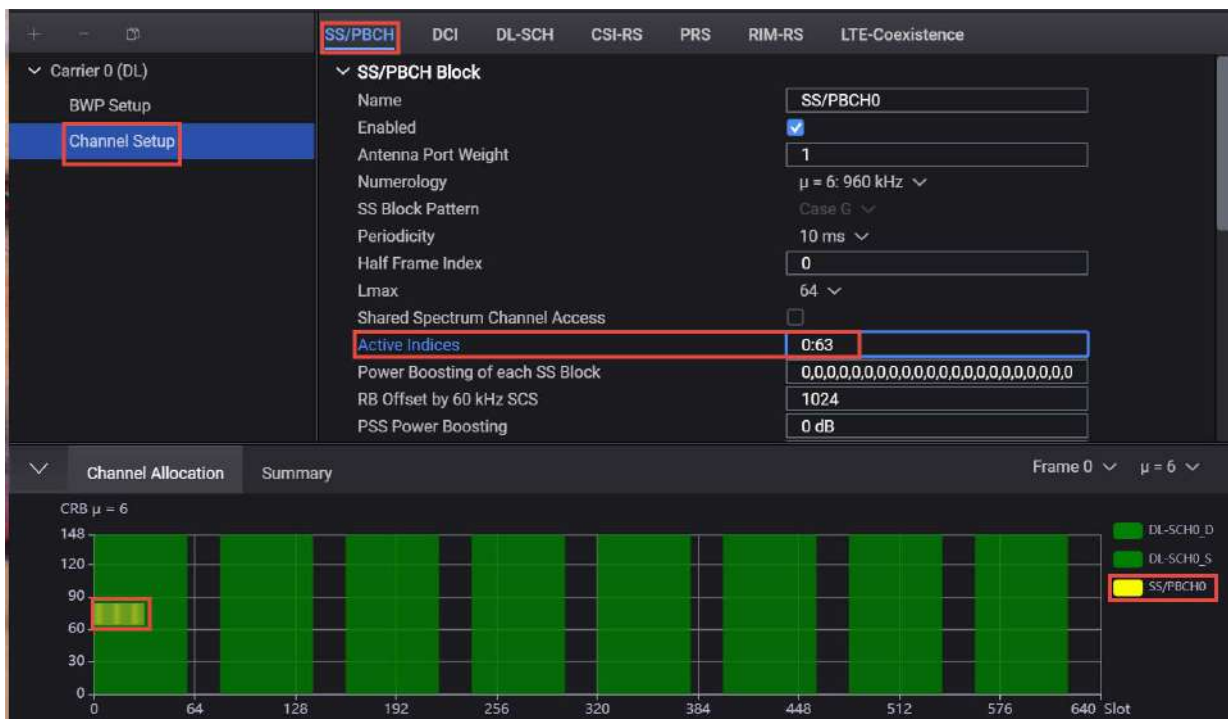 SS/PBCH DCI DL-SCH CSI-RS PRS RIM-RS LTE-Coexistence
Carrier 0 (DL)
BWP Setup
Channel Setup
SS/PBCH Block
Name SS/PBCH0
Enabled
Antenna Port Weight 1
Numerology μ = 6: 960 kHz
SS Block Pattern Case G
Periodicity 10 ms
Half Frame Index 0
Lmax 64
Shared Spectrum Channel Access
Active Indices 0:63
Power Boosting of each SS Block 0,0,0,0,0,0,0,0,0,0,0,0,0,0,0,0,0,0,0,0,0,0
RB Offset by 60 kHz SCS 1024
PSS Power Boosting 0 dB
Channel Allocation Summary Frame 0 μ = 6
CRB μ = 6
148
120
90
60
30
0
0 64 128 192 256 320 384 448 512 576 640 Slot
DL-SCH0_D
DL-SCH0_S
SS/PBCH0